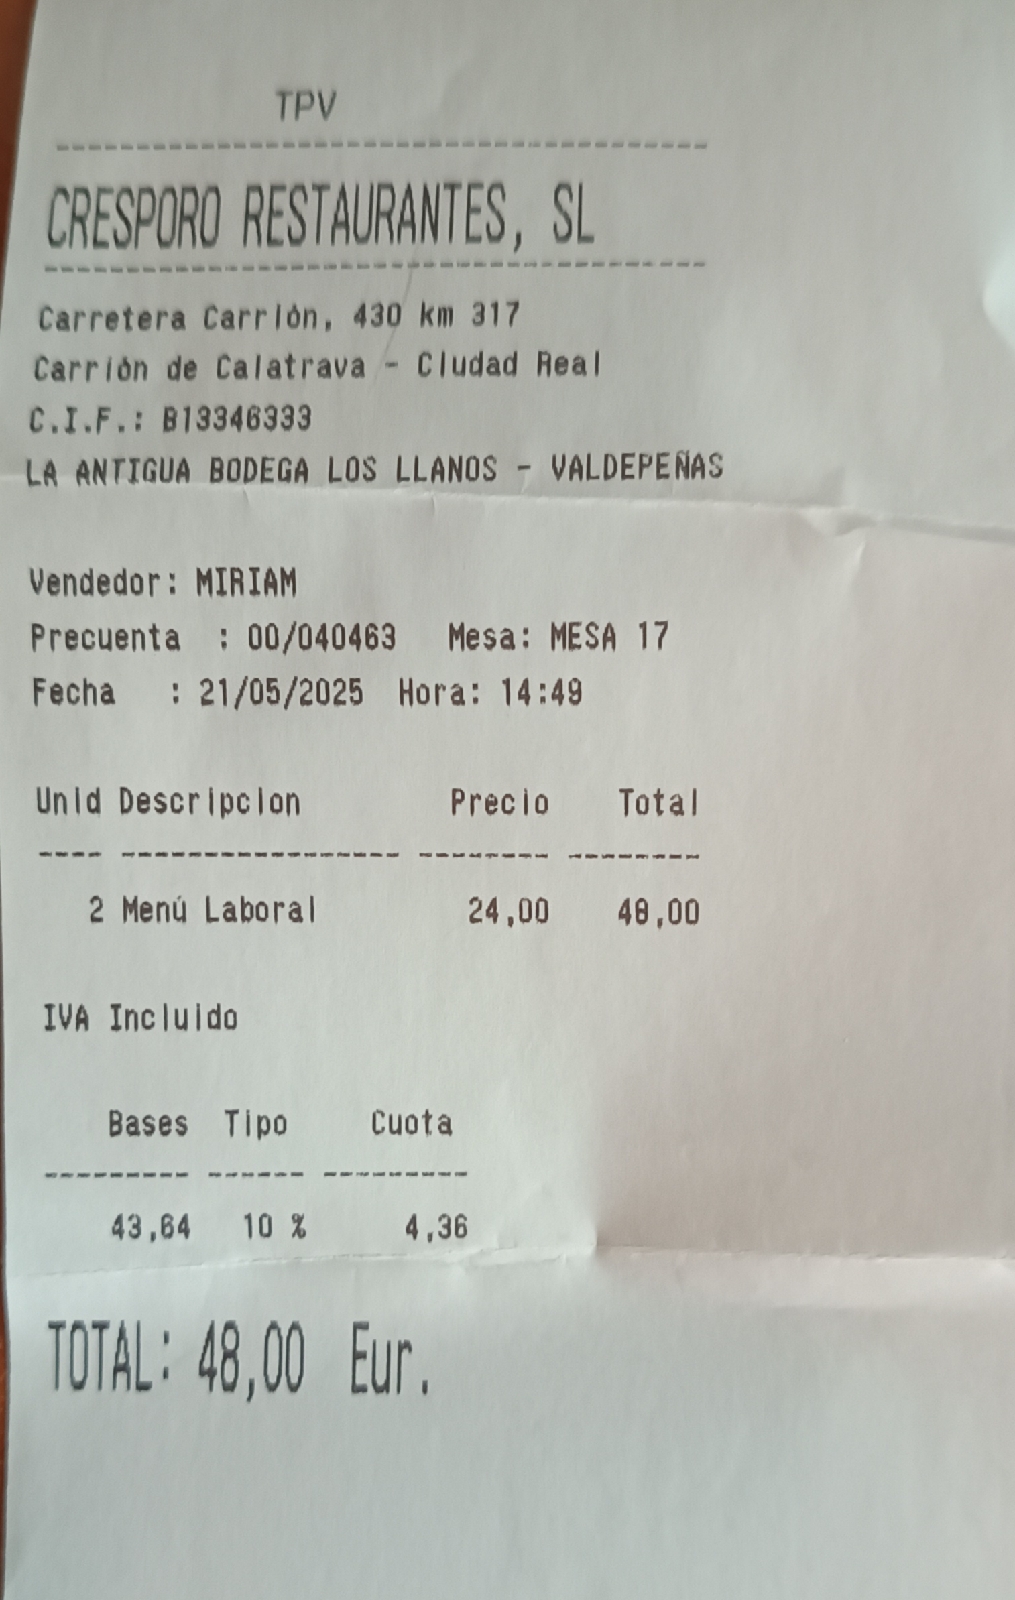 TPV
CRESPORO RESTAURANTES, SL
Carretera Carrión, 430 km 317
Carrión de Calatrava - Ciudad Real
C.I.F.: B13346333
LA ANTIGUA BODEGA LOS LLANOS - VALDEPEÑAS
Vendedor: MIRIAM
Precuenta : 00/040463 Mesa: MESA 17
Fecha : 21/05/2025 Hora: 14:49
Unid Descripcion Precio Total
2 Menú Laboral 24,00 48,00
IVA Incluido
Bases Tipo Cuota
43,64 10 % 4,36
TOTAL: 48,00 Eur.